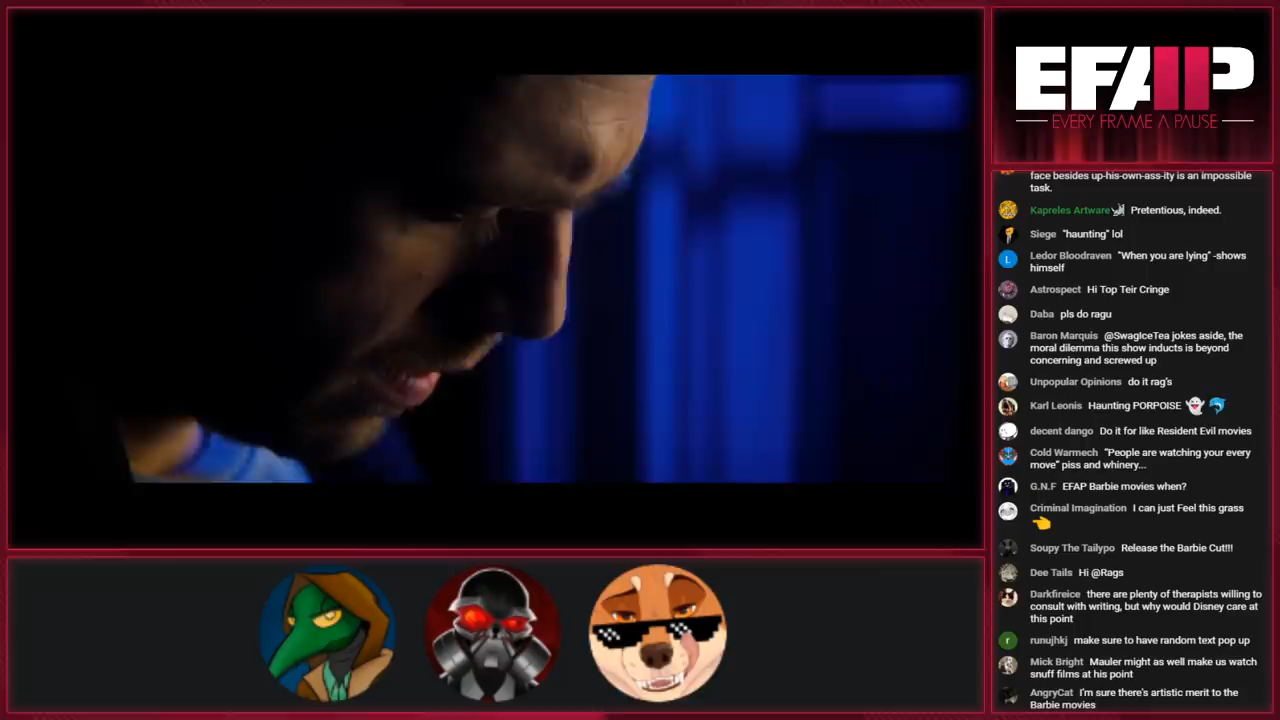 EFAP
EVERY FRAME A PAUSE
face besides up-his-own-ass-ity is an impossible
task.
Kapreles Artware Pretentious, indeed.
Siege "haunting" lol
Ledor Bloodraven "When you are lying" -shows
himself
Astrospect Hi Top Teir Cringe
Daba pls do ragu
Baron Marquis @SwagIceTea jokes aside, the
moral dilemma this show inducts is beyond
concerning and screwed up
Unpopular Opinions do it rag's
Karl Leonis Haunting PORPOISE 👻 🐬
decent dango Do it for like Resident Evil movies
Cold Warmech "People are watching your every
move" piss and whinery...
G.N.F EFAP Barbie movies when?
Criminal Imagination I can just Feel this grass
👈
Soupy The Tailypo Release the Barbie Cut!!!
Dee Tails Hi @Rags
Darkfireice there are plenty of therapists willing to
consult with writing, but why would Disney care at
this point
runujhkj make sure to have random text pop up
Mick Bright Mauler might as well make us watch
snuff films at his point
AngryCat I'm sure there's artistic merit to the
Barbie movies
L
r